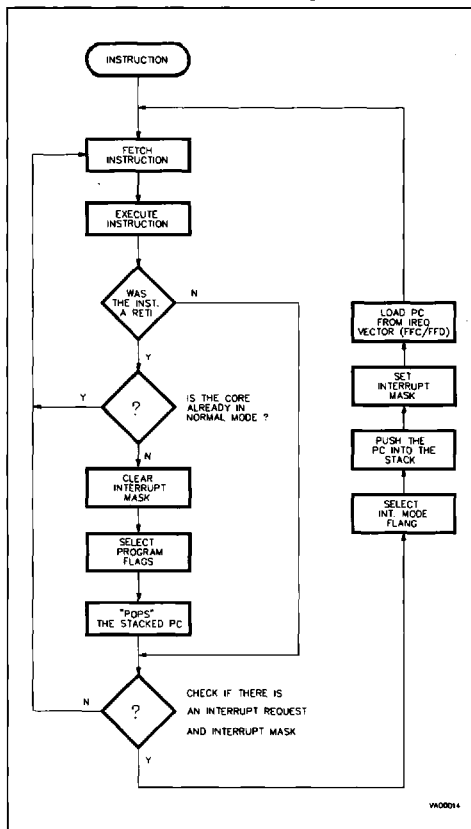 INSTRUCTION
FETCH
INSTRUCTION
EXECUTE
INSTRUCTION
WAS
THE INST.
A RETI
N
Y
?
IS THE CORE
ALREADY IN
NORMAL MODE ?
Y
N
CLEAR
INTERRUPT
MASK
SELECT
PROGRAM
FLAGS
"POPS"
THE STACKED PC
?
CHECK IF THERE IS
AN INTERRUPT REQUEST
AND INTERRUPT MASK
N
Y
LOAD PC
FROM IREQ
VECTOR (FFC/FFD)
SET
INTERRUPT
MASK
PUSH THE
PC INTO THE
STACK
SELECT
INT. MODE
FLANG
VA00014